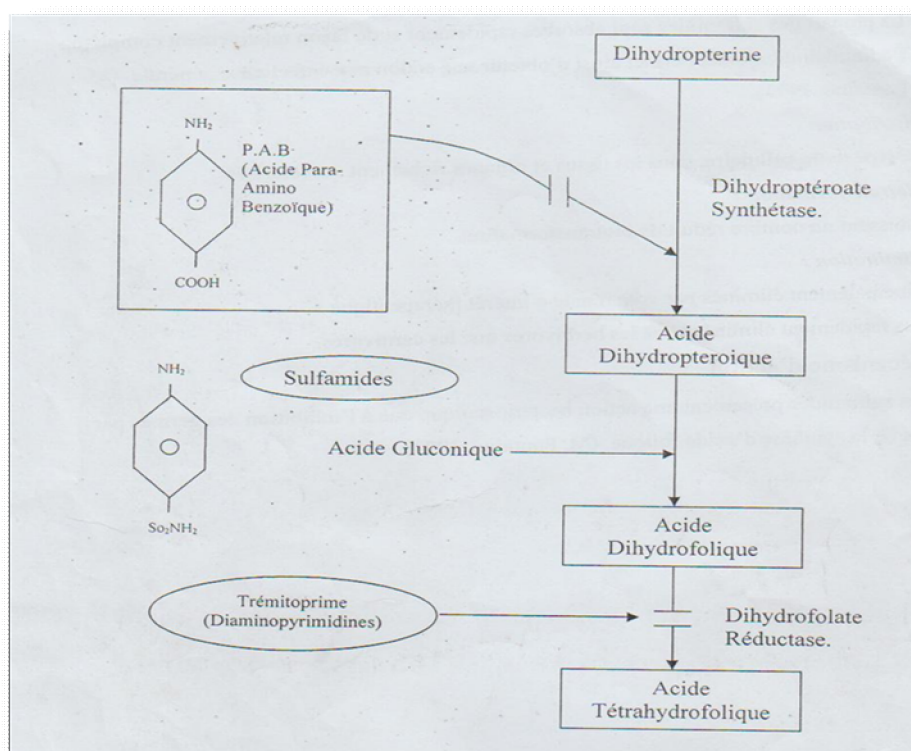 Dihydropterine
NH₂
P.A.B
(Acide Para-
Amino
Benzoïque)
COOH
Dihydroptéroate
Synthétase.
Acide
Dihydropteroique
NH₂
Sulfamides
So₂NH₂
Acide Gluconique
Acide
Dihydrofolique
Trémitoprime
(Diaminopyrimidines)
Dihydrofolate
Réductase.
Acide
Tétrahydrofolique